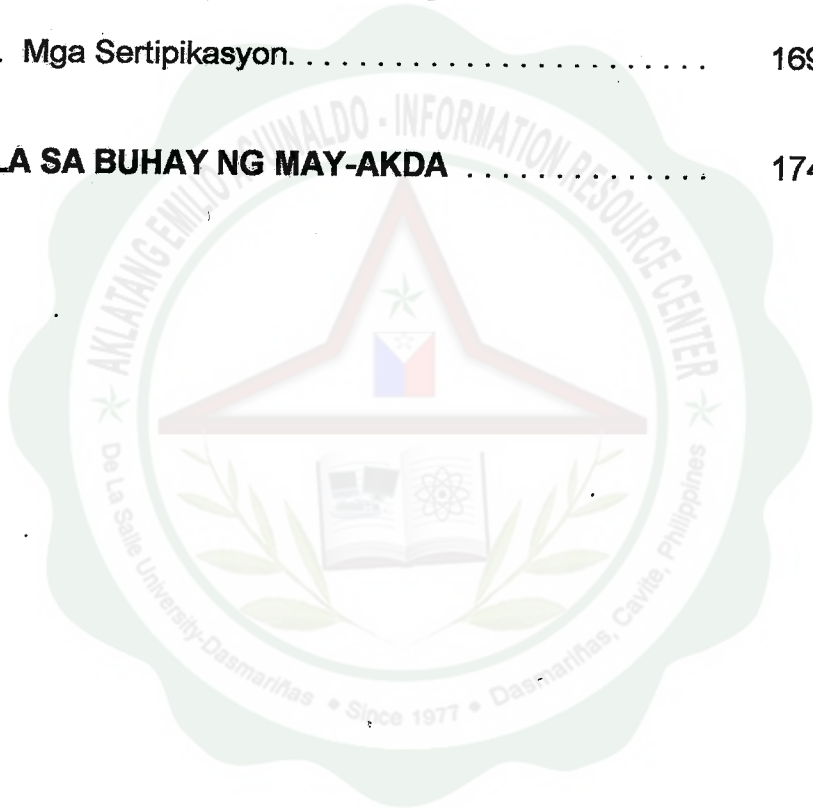 . Mga Sertipikasyon. . . . . . . . . . . . . . . . . . . . . . . . . 169
LA SA BUHAY NG MAY-AKDA . . . . . . . . . . . . . . 174
AKLATANG EMILIO AGUINALDO - INFORMATION RESOURCE CENTER
De La Salle University-Dasmariñas • Since 1977 • Dasmariñas, Cavite, Philippines